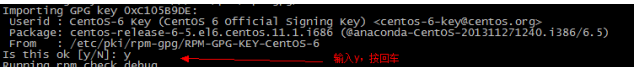 Importing GPG key 0xC105B9DE:
Userid : CentOS-6 Key (CentOS 6 Official Signing Key) <centos-6-key@centos.org>
Package: centos-release-6-5.el6.centos.11.1.i686 (@anaconda-CentOS-201311271240.i386/6.5)
From   : /etc/pki/rpm-gpg/RPM-GPG-KEY-CentOS-6
Is this ok [y/N]: y 输入y，按回车
Running rpm_check_debug